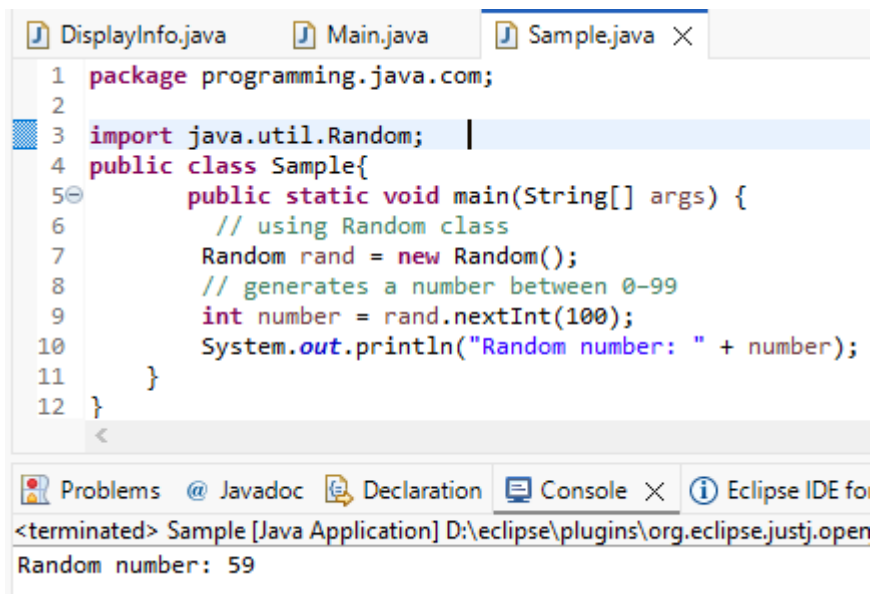 DisplayInfo.java Main.java Sample.java
1 package programming.java.com;
2
3 import java.util.Random;
4 public class Sample{
5 public static void main(String[] args) {
6 // using Random class
7 Random rand = new Random();
8 // generates a number between 0–99
9 int number = rand.nextInt(100);
10 System.out.println("Random number: " + number);
11 }
12 }
Problems @ Javadoc Declaration Console Eclipse IDE for
<terminated> Sample [Java Application] D:\eclipse\plugins\org.eclipse.justj.open
Random number: 59